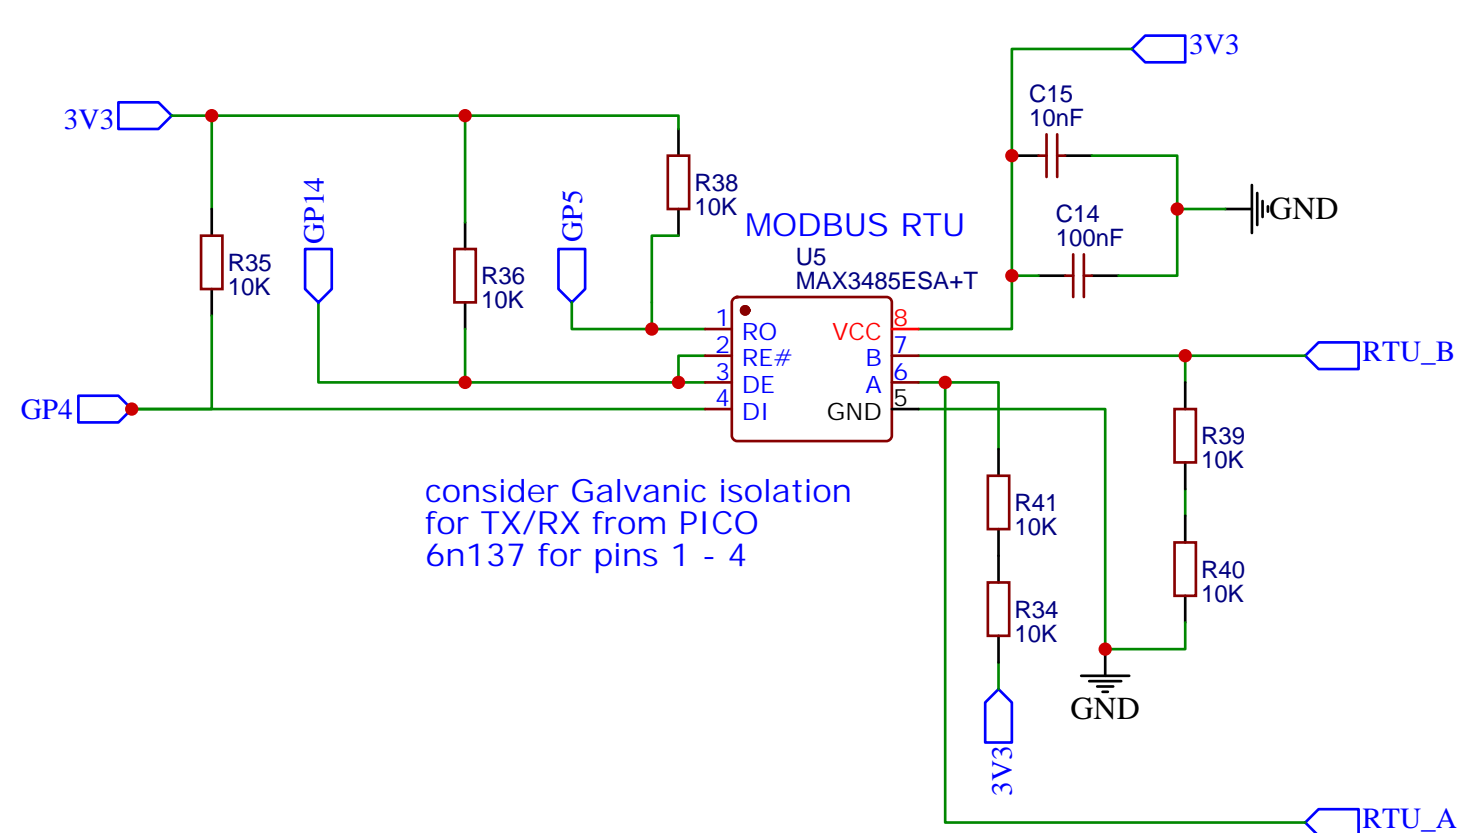 3V3
C15
10nF
3V3
R38
10K
GP14
GP5
C14
100nF
GND
MODBUS RTU
U5
MAX3485ESA+T
R35
10K
R36
10K
1
RO
VCC
8
2
RE#
B
7
RTU_B
3
DE
A
6
4
DI
GND
5
GP4
R39
10K
consider Galvanic isolation
for TX/RX from PICO
6n137 for pins 1 - 4
R41
10K
R40
10K
R34
10K
GND
3V3
RTU_A